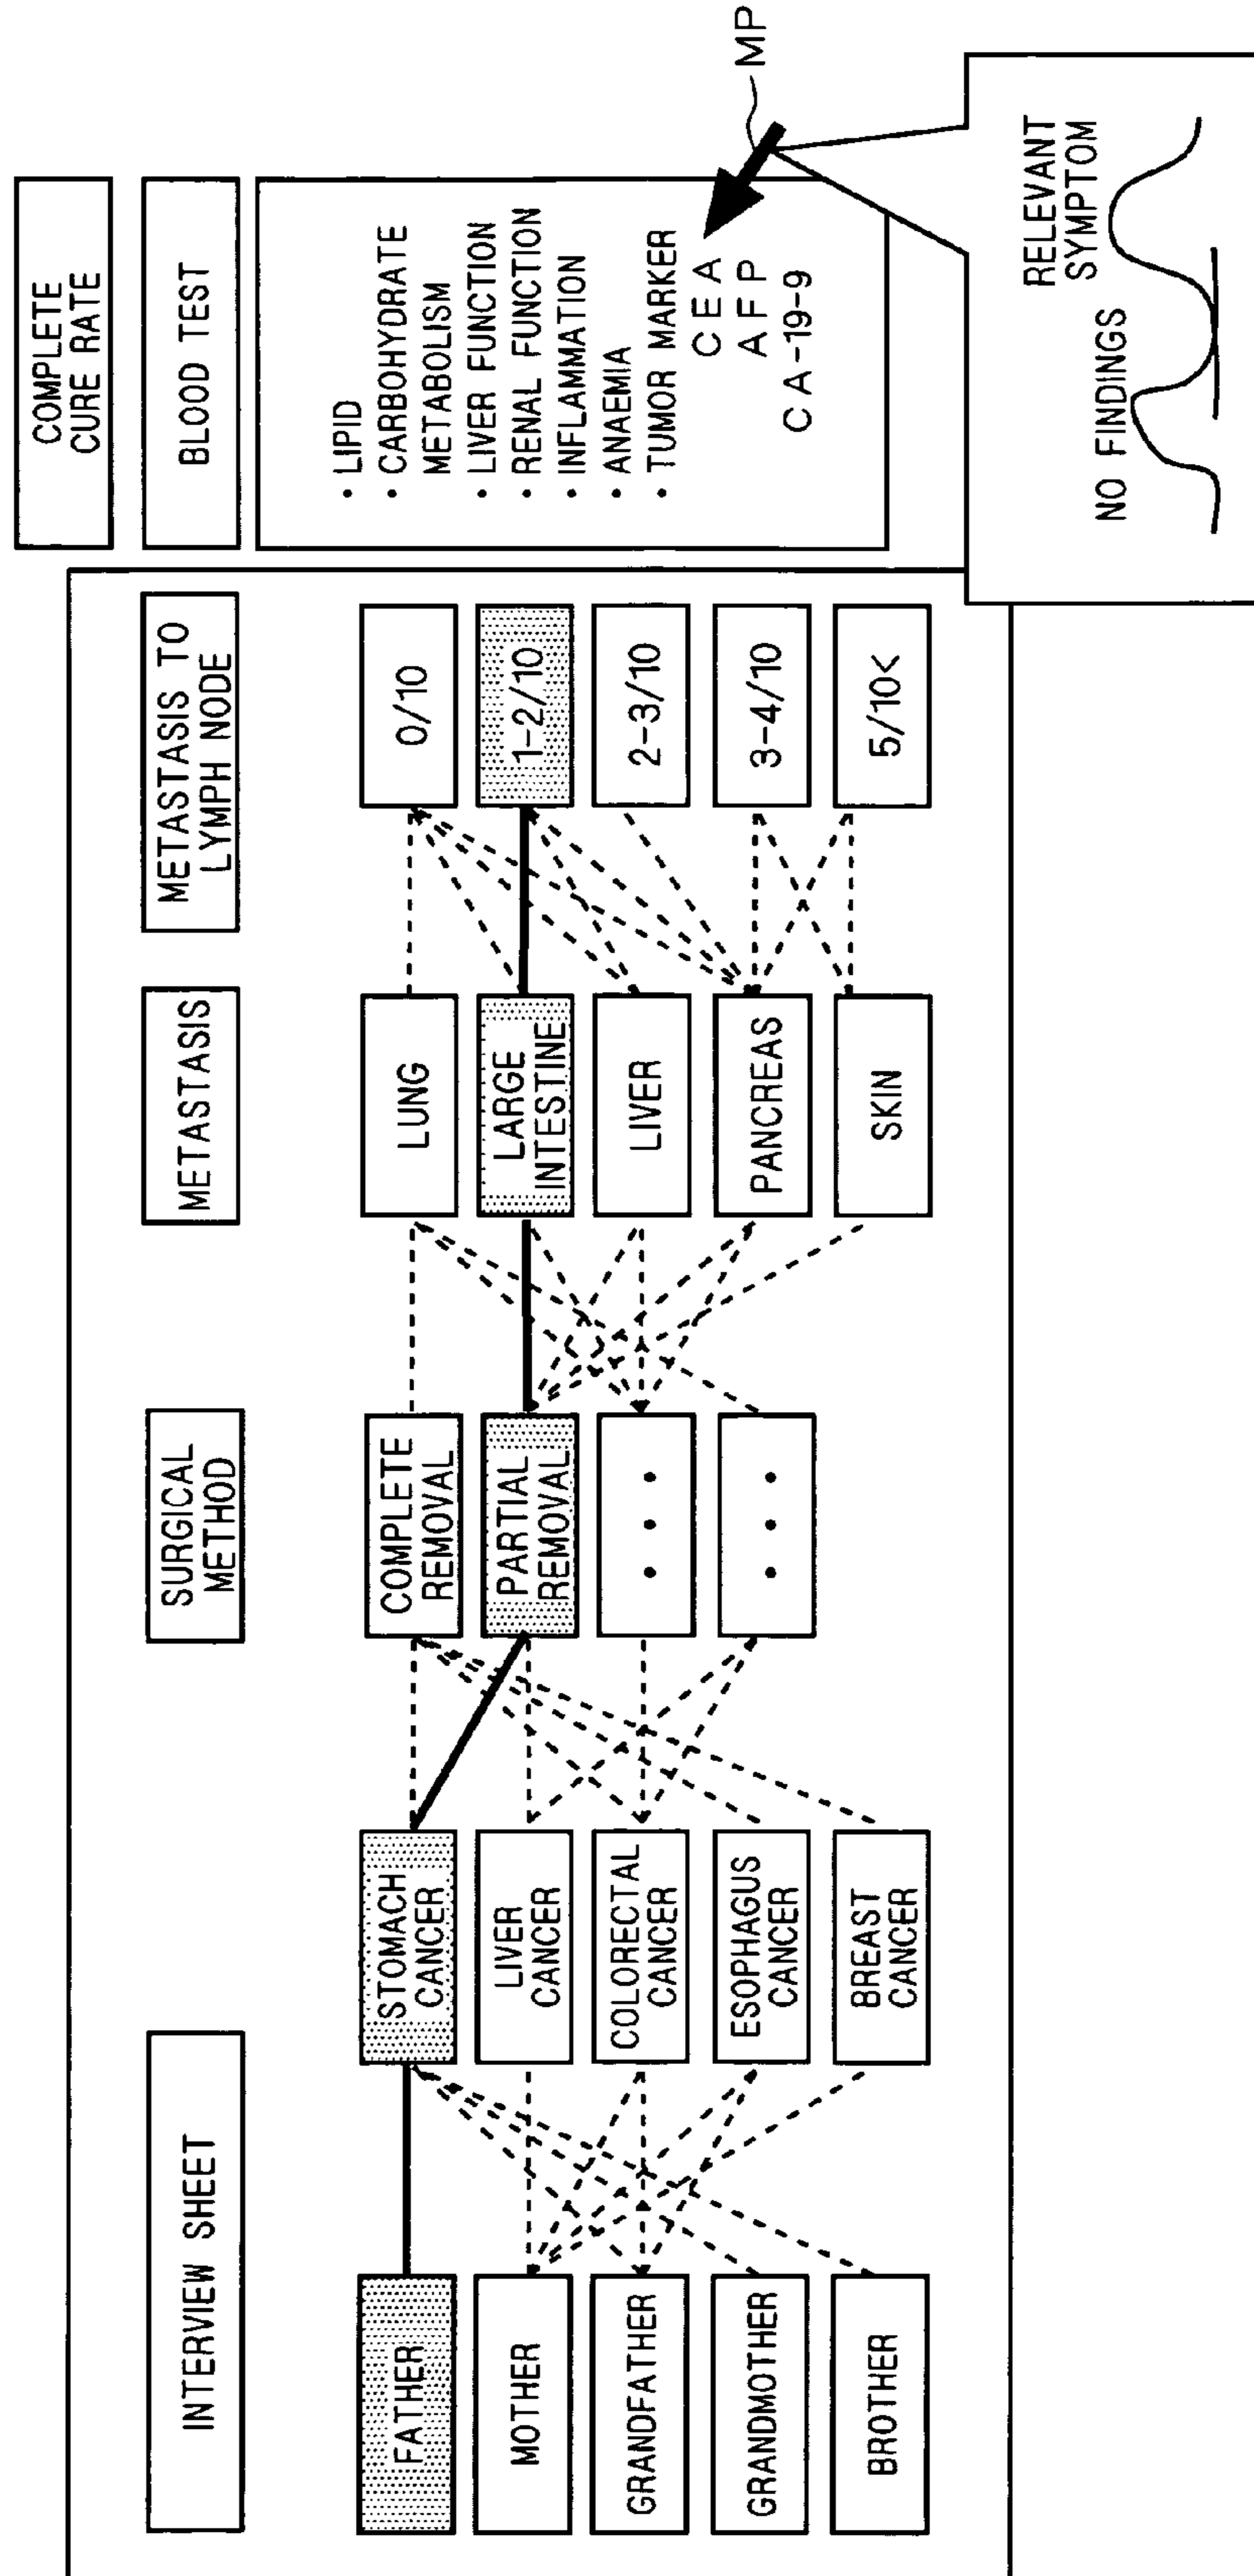 INTERVIEW SHEET
SURGICAL
METHOD
METASTASIS
METASTASIS TO
LYMPH NODE
COMPLETE
CURE RATE
BLOOD TEST
FATHER
MOTHER
GRANDFATHER
GRANDMOTHER
BROTHER
STOMACH
CANCER
LIVER
CANCER
COLORECTAL
CANCER
ESOPHAGUS
CANCER
BREAST
CANCER
COMPLETE
REMOVAL
PARTIAL
REMOVAL
• • •
• • •
LUNG
LARGE
INTESTINE
LIVER
PANCREAS
SKIN
0/10
1-2/10
2-3/10
3-4/10
5/10<
• LIPID
• CARBOHYDRATE
METABOLISM
• LIVER FUNCTION
• RENAL FUNCTION
• INFLAMMATION
• ANAEMIA
• TUMOR MARKER
CEA
AFP
CA-19-9
MP
RELEVANT
SYMPTOM
NO FINDINGS